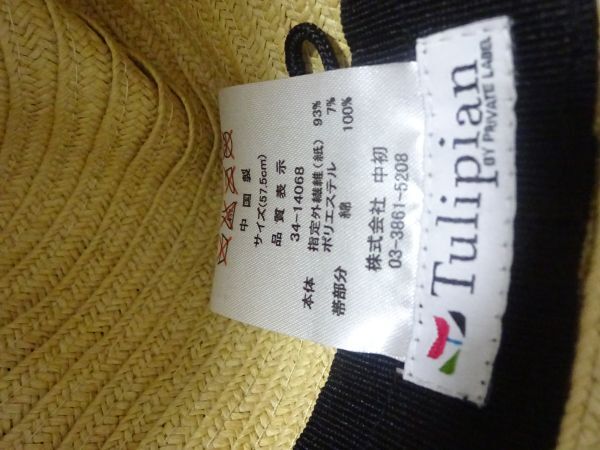 中国製
サイズ(57.5cm)
品質表示
34-14068
本体 指定外繊維(紙) 93%
ポリエステル 7%
帯部分 綿 100%
株式会社 中初
03-3861-5208
Tulipian
BY PRIVATE LABEL